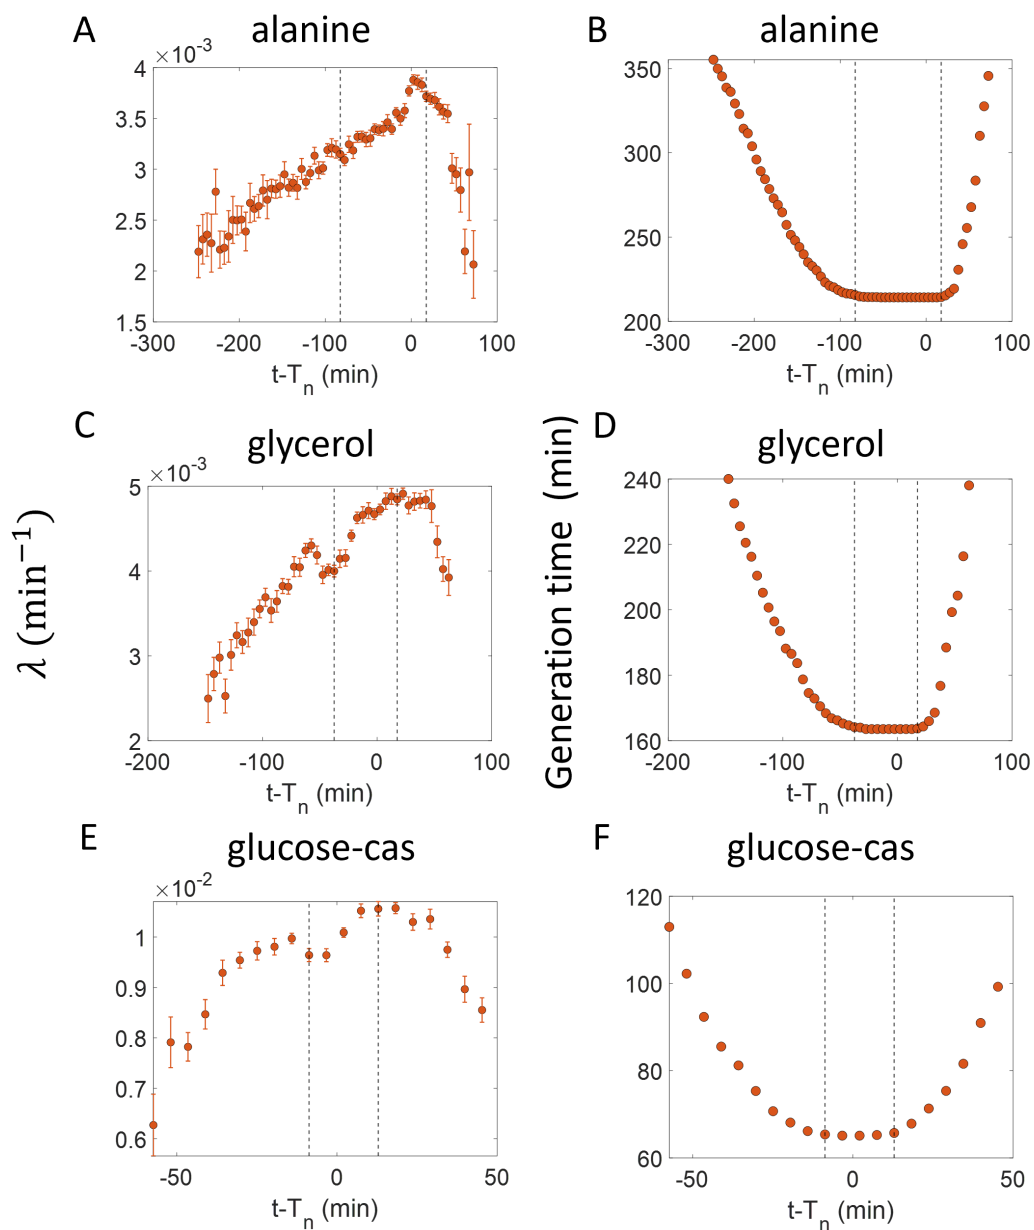 A
alanine
×10-3
4
3.5
3
2.5
2
1.5
-300
-200
-100
0
100
t-Tn (min)
B
alanine
350
300
250
200
-300
-200
-100
0
100
t-Tn (min)
C
glycerol
×10-3
5
4
3
2
-200
-100
0
100
t-Tn (min)
λ (min−1)
D
glycerol
240
220
200
180
160
-200
-100
0
100
t-Tn (min)
Generation time (min)
E
glucose-cas
×10-2
1
0.9
0.8
0.7
0.6
-50
0
50
t-Tn (min)
F
glucose-cas
120
100
80
60
-50
0
50
t-Tn (min)